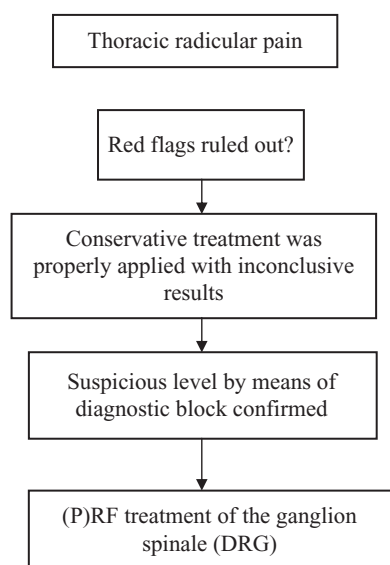 Thoracic radicular pain
Red flags ruled out?
Conservative treatment was
properly applied with inconclusive
results
Suspicious level by means of
diagnostic block confirmed
(P)RF treatment of the ganglion
spinale (DRG)